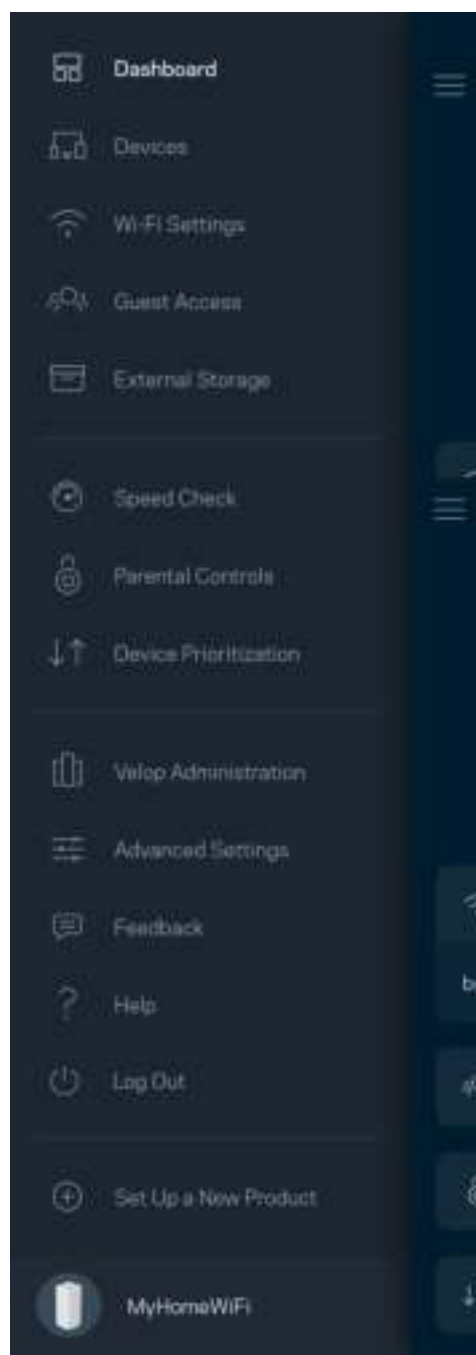 Dashboard
Devices
Wi-Fi Settings
Guest Access
External Storage
Speed Check
Parental Controls
Device Prioritization
Velop Administration
Advanced Settings
Feedback
Help
Log Out
Set Up a New Product
MyHomeWiFi